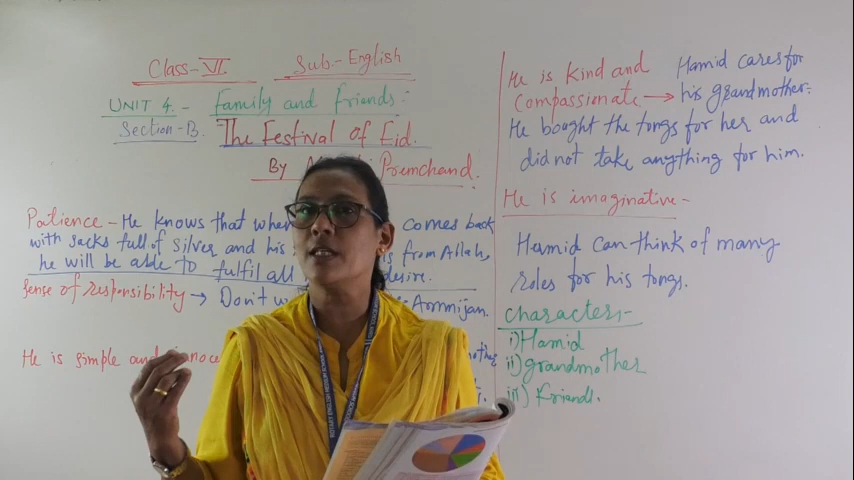 Class-VI Sub-English
UNIT 4 - Family and friends:-
Section-B. The Festival of Eid.
By Premchand.
Patience - He knows that when comes back
with sacks full of silver and his from Allah,
he will be able to fulfil all desire.
Sense of responsibility → Don't Ammijan.
He is simple and
He is kind and
Compassionate →
Hamid cares for
his grandmother:-
He bought the tongs for her and
did not take anything for him.
He is imaginative -
Hamid can think of many
roles for his tongs.
Characters:-
i) Hamid
ii) grandmother
iii) Friends.